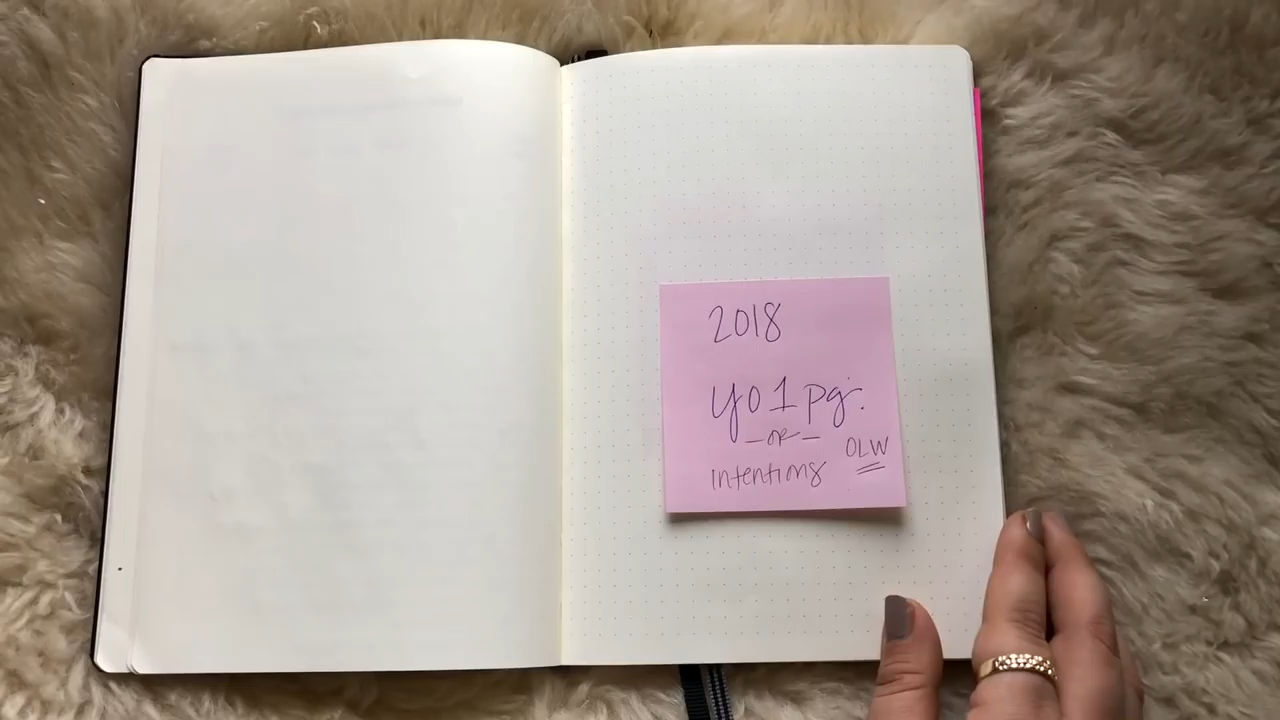 2018
yo1pg.
—OR—
intentions OLW